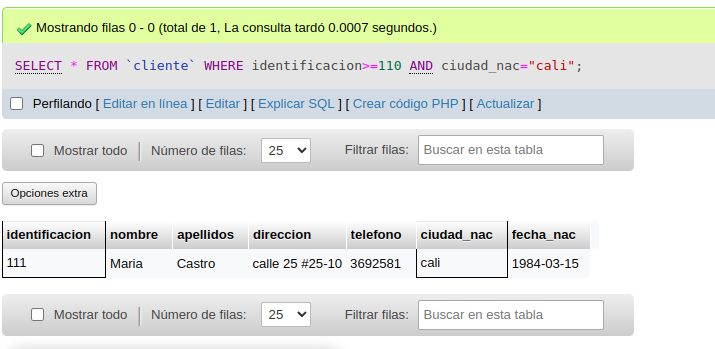 Mostrando filas 0 - 0 (total de 1, La consulta tardó 0.0007 segundos.)
SELECT * FROM `cliente` WHERE identificacion>=110 AND ciudad_nac="cali";
Perfilando [ Editar en línea ] [ Editar ] [ Explicar SQL ] [ Crear código PHP ] [ Actualizar ]
Mostrar todo | Número de filas: 25 Filtrar filas: Buscar en esta tabla
Opciones extra
identificacion nombre apellidos direccion telefono ciudad_nac fecha_nac
111 Maria Castro calle 25 #25-10 3692581 cali 1984-03-15
Mostrar todo | Número de filas: 25 Filtrar filas: Buscar en esta tabla